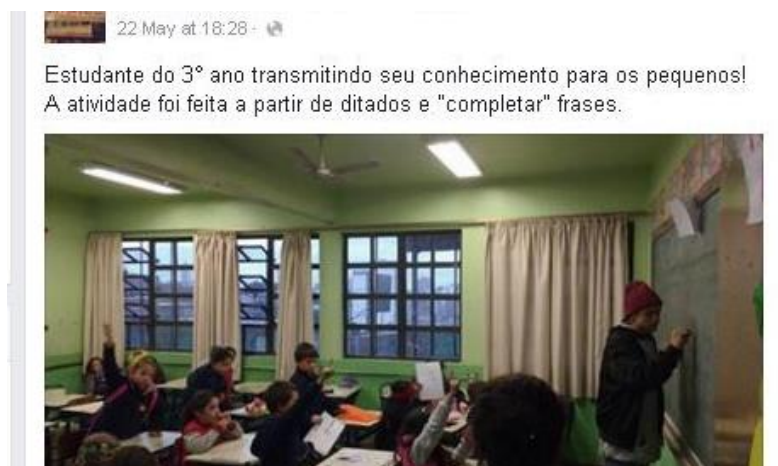 22 May at 18:28 ·
Estudante do 3° ano transmitindo seu conhecimento para os pequenos!
A atividade foi feita a partir de ditados e "completar" frases.